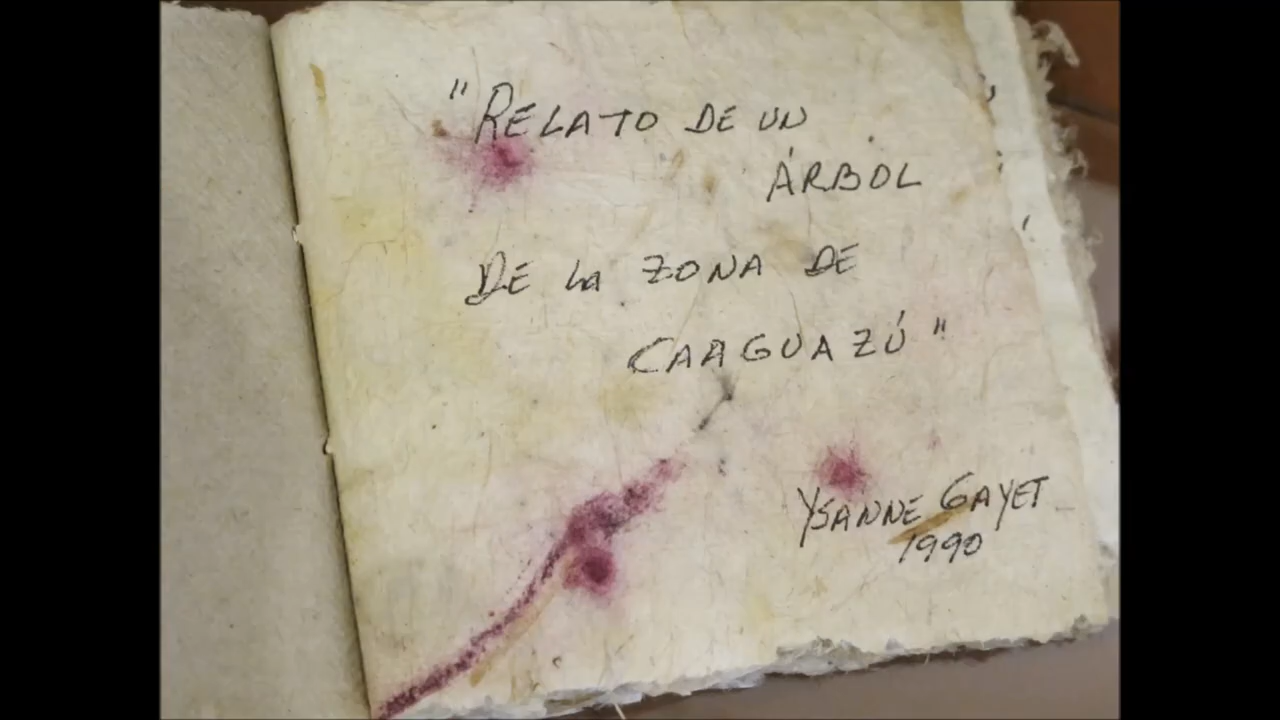 "RELATO DE UN
ÁRBOL
DE La ZONA DE
CAAGUAZÚ"
YSANNE GAYET
1990